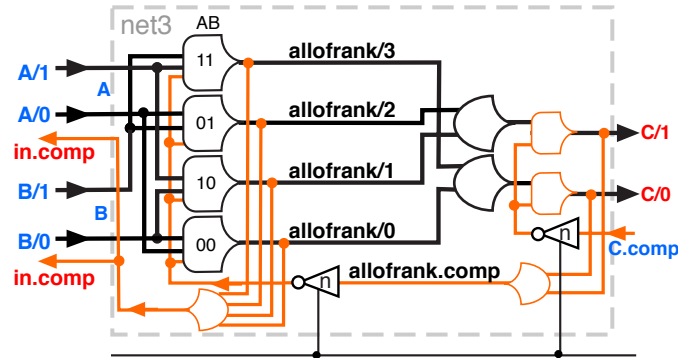 net3
AB
A/1
A
A/0
in.comp
B/1
B
B/0
in.comp
11
01
10
00
allofrank/3
allofrank/2
allofrank/1
allofrank/0
n
allofrank.comp
n
C/1
C/0
C.comp